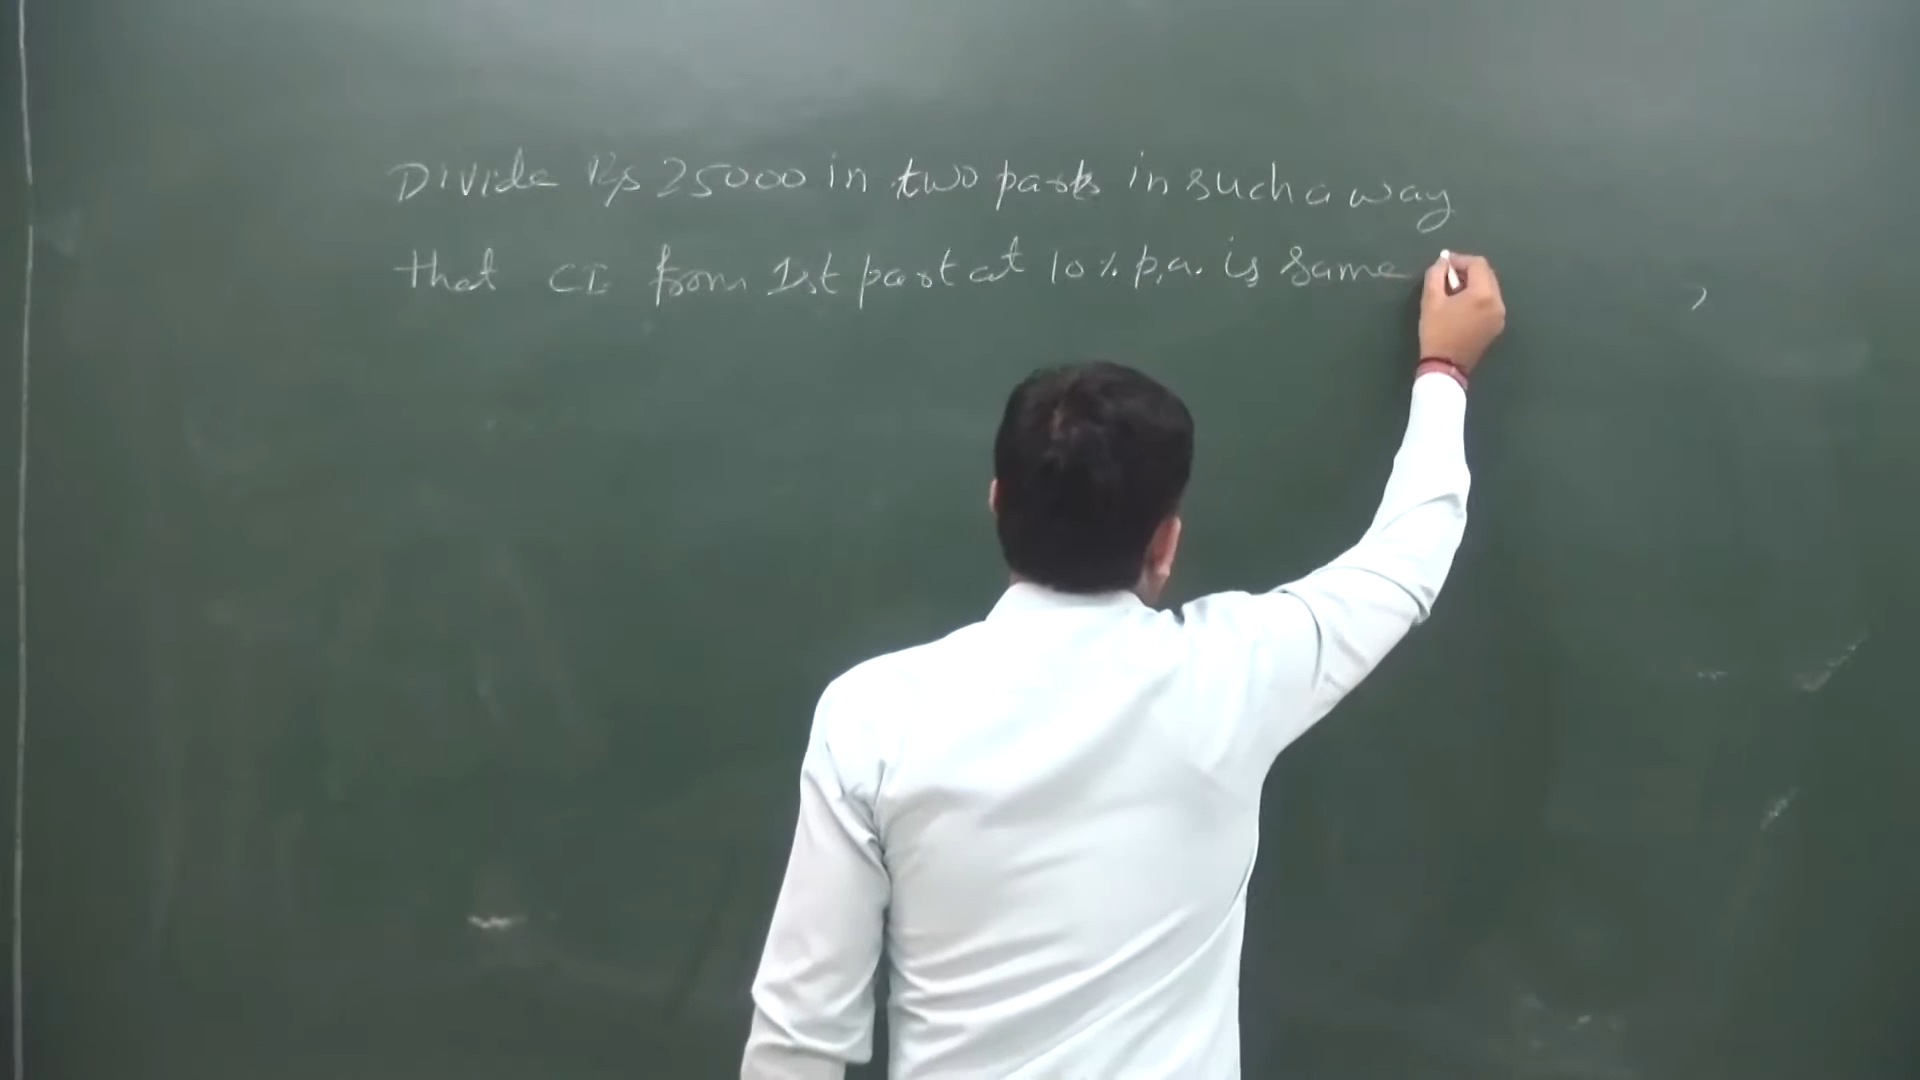 Divide Rs 25000 in two parts in such a way
that CI from 1st part at 10% p.a. is same